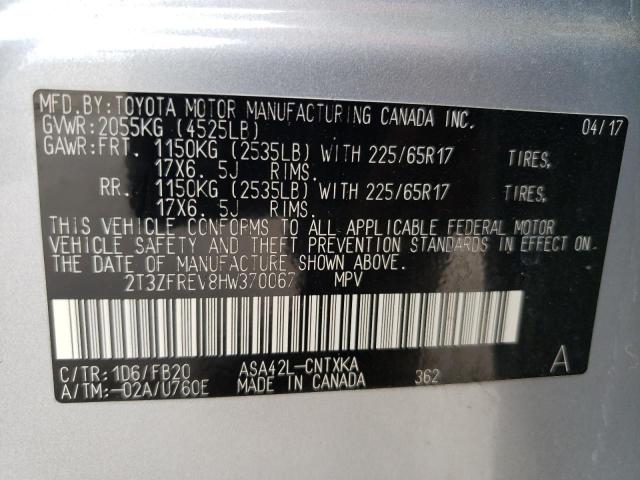 MFD.BY:TOYOTA MOTOR MANUFACTURING CANADA INC. 04/17
GVWR:2055KG (4525LB)
GAWR:FRT. 1150KG (2535LB) WITH 225/65R17 TIRES,
17X6. 5J RIMS.
RR. 1150KG (2535LB) WITH 225/65R17 TIRES,
17X6. 5J RIMS.
THIS VEHICLE CONFORMS TO ALL APPLICABLE FEDERAL MOTOR
VEHICLE SAFETY AND THEFT PREVENTION STANDARDS IN EFFECT ON
THE DATE OF MANUFACTURE SHOWN ABOVE.
2T3ZFREV8HW370067 MPV
C/TR:1D6/FB20 ASA42L-CNTXKA 362 A
A/TM:-02A/U760E MADE IN CANADA